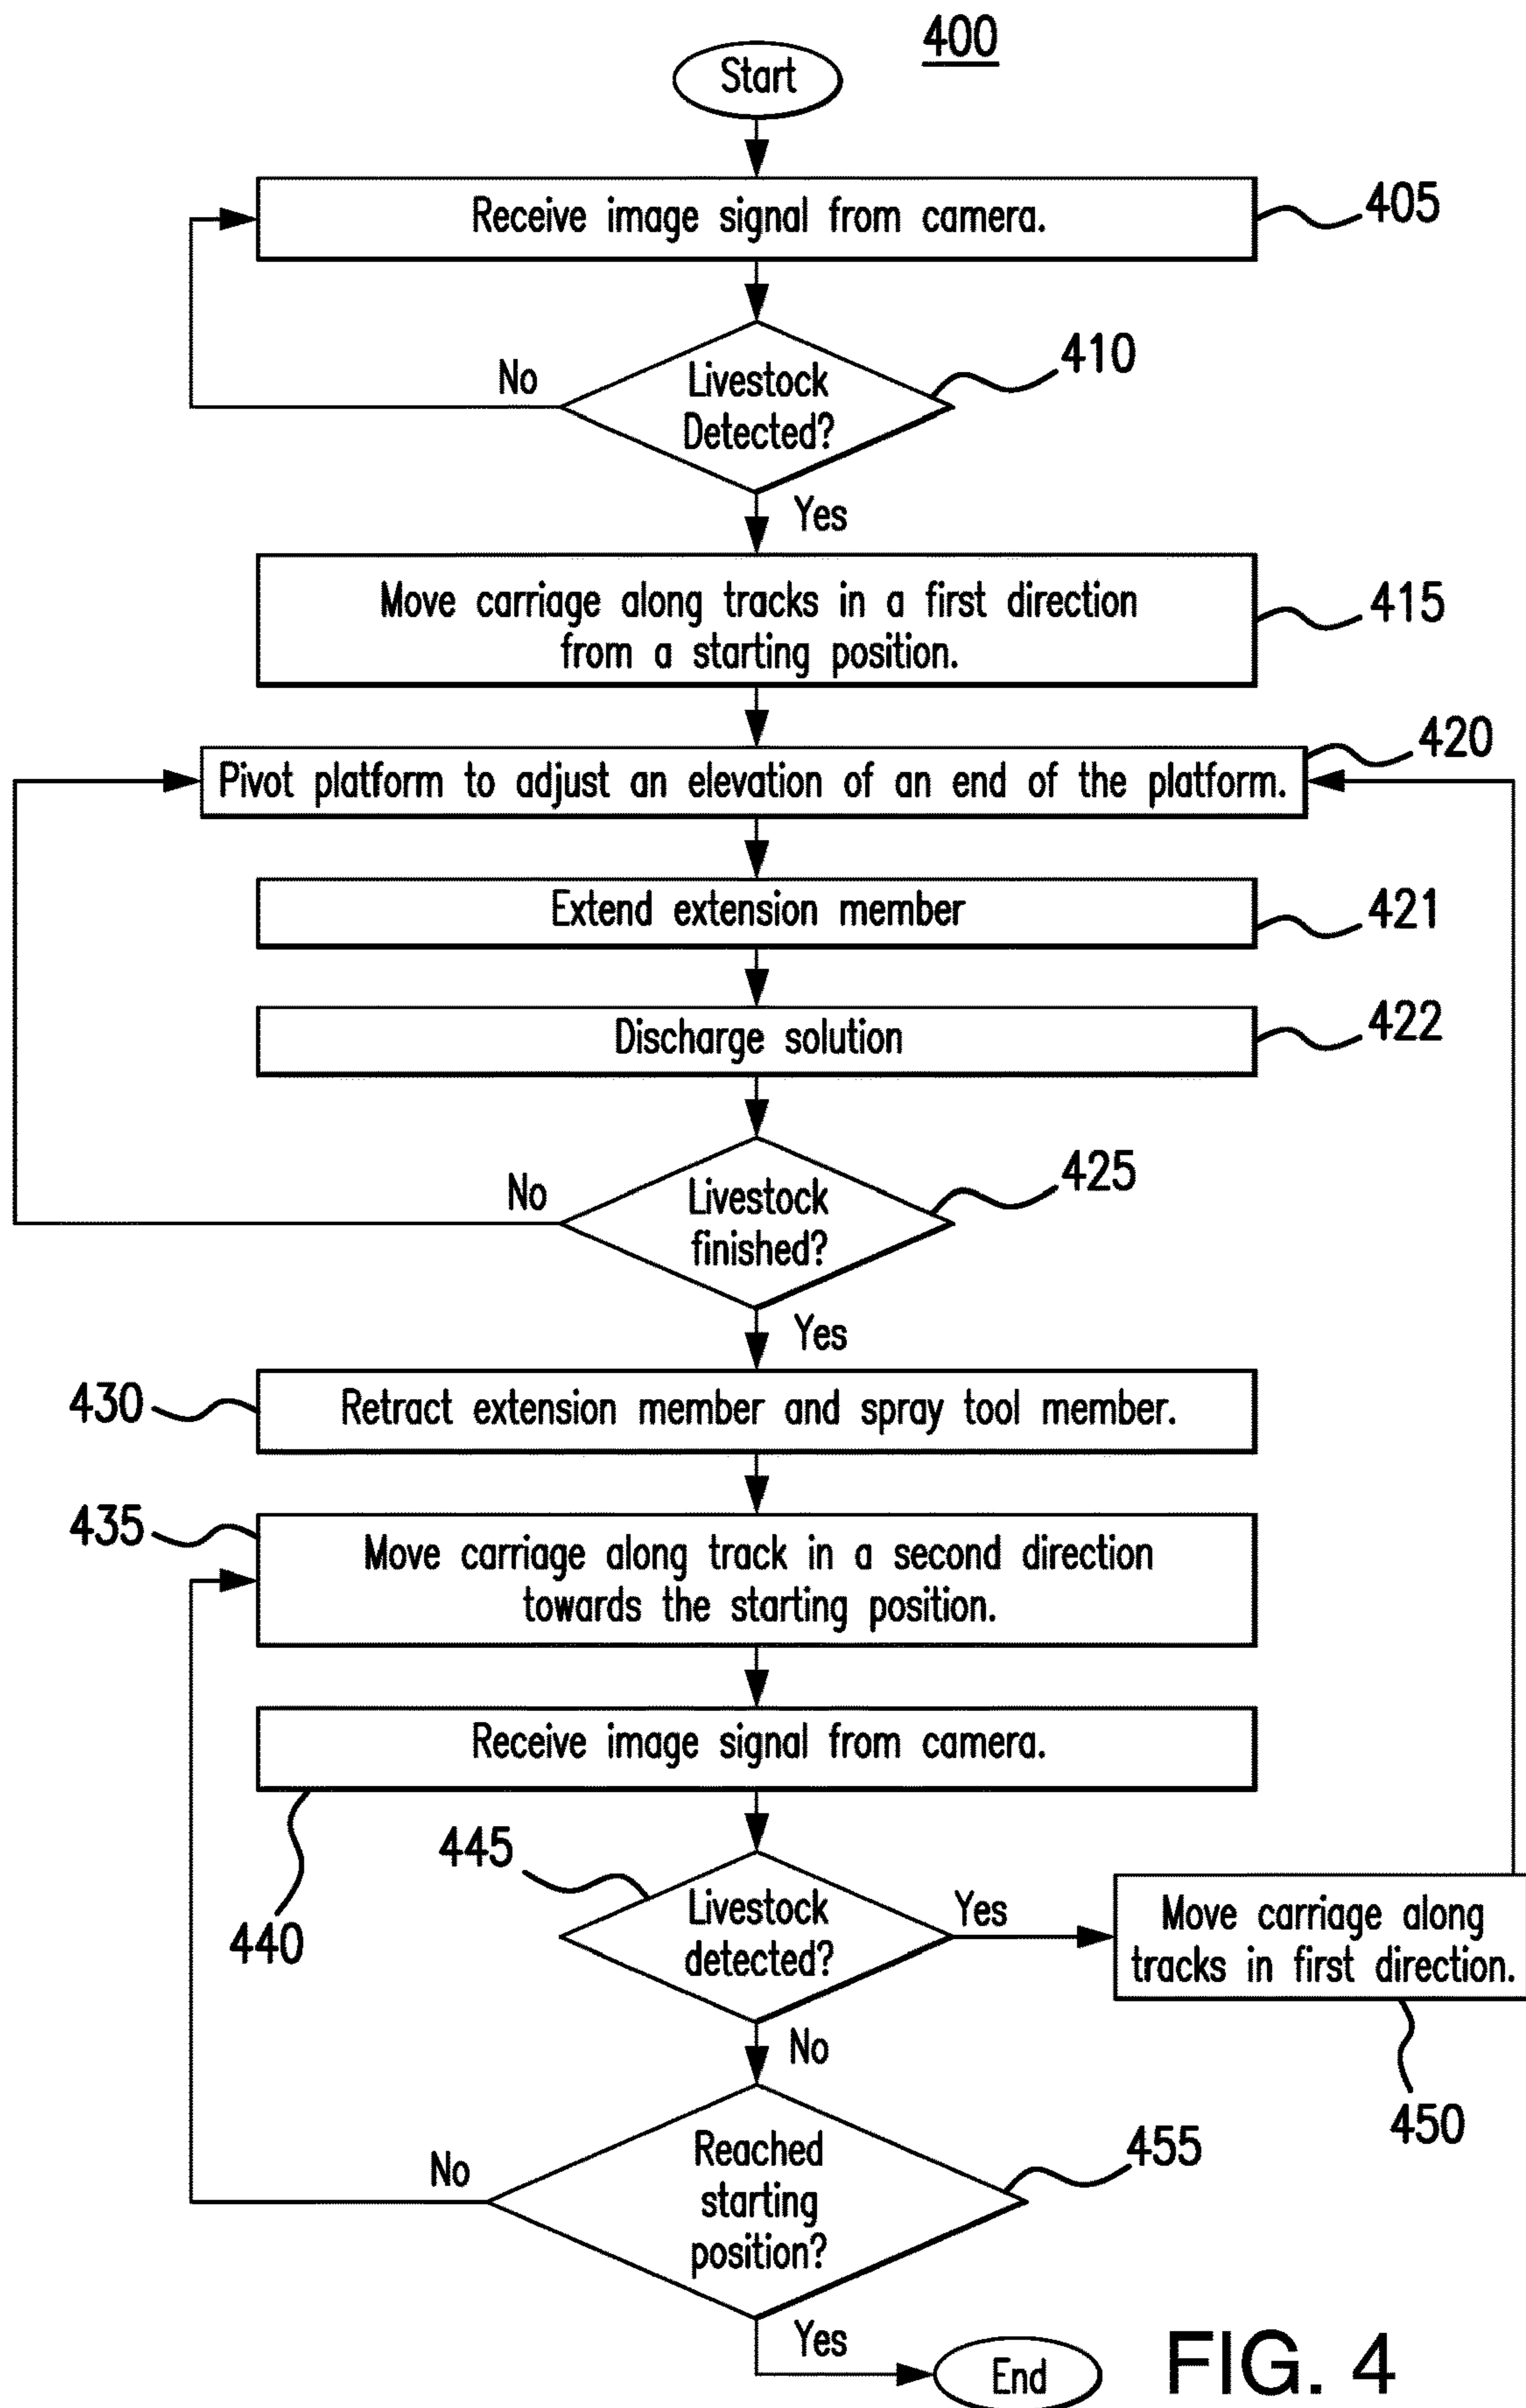 400
Start
Receive image signal from camera.
405
Livestock
Detected?
410
No
Yes
Move carriage along tracks in a first direction
from a starting position.
415
Pivot platform to adjust an elevation of an end of the platform.
420
Extend extension member
421
Discharge solution
422
Livestock
finished?
425
No
Yes
430
Retract extension member and spray tool member.
435
Move carriage along track in a second direction
towards the starting position.
Receive image signal from camera.
440
445
Livestock
detected?
Yes
Move carriage along
tracks in first direction.
450
No
Reached
starting
position?
455
No
Yes
End
FIG. 4